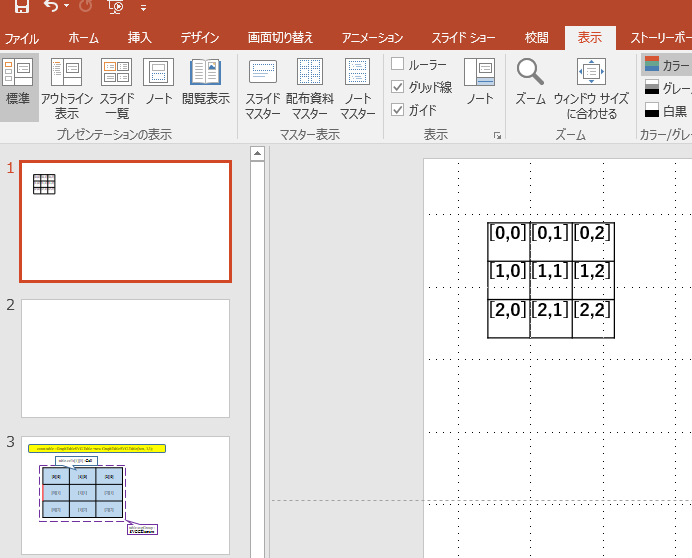 ファイル ホーム 挿入 デザイン 画面切り替え アニメーション スライド ショー 校閲 表示 ストーリーボー
標準 アウトライン表示 スライド一覧 ノート 閲覧表示
スライド マスター 配布資料マスター ノート マスター
ルーラー
グリッド線
ガイド
ノート
ズーム ウィンドウ サイズに合わせる
カラー
グレー
白黒
プレゼンテーションの表示 マスター表示 表示 ズーム カラー/グレー
1
2
3
[0,0] [0,1] [0,2]
[1,0] [1,1] [1,2]
[2,0] [2,1] [2,2]